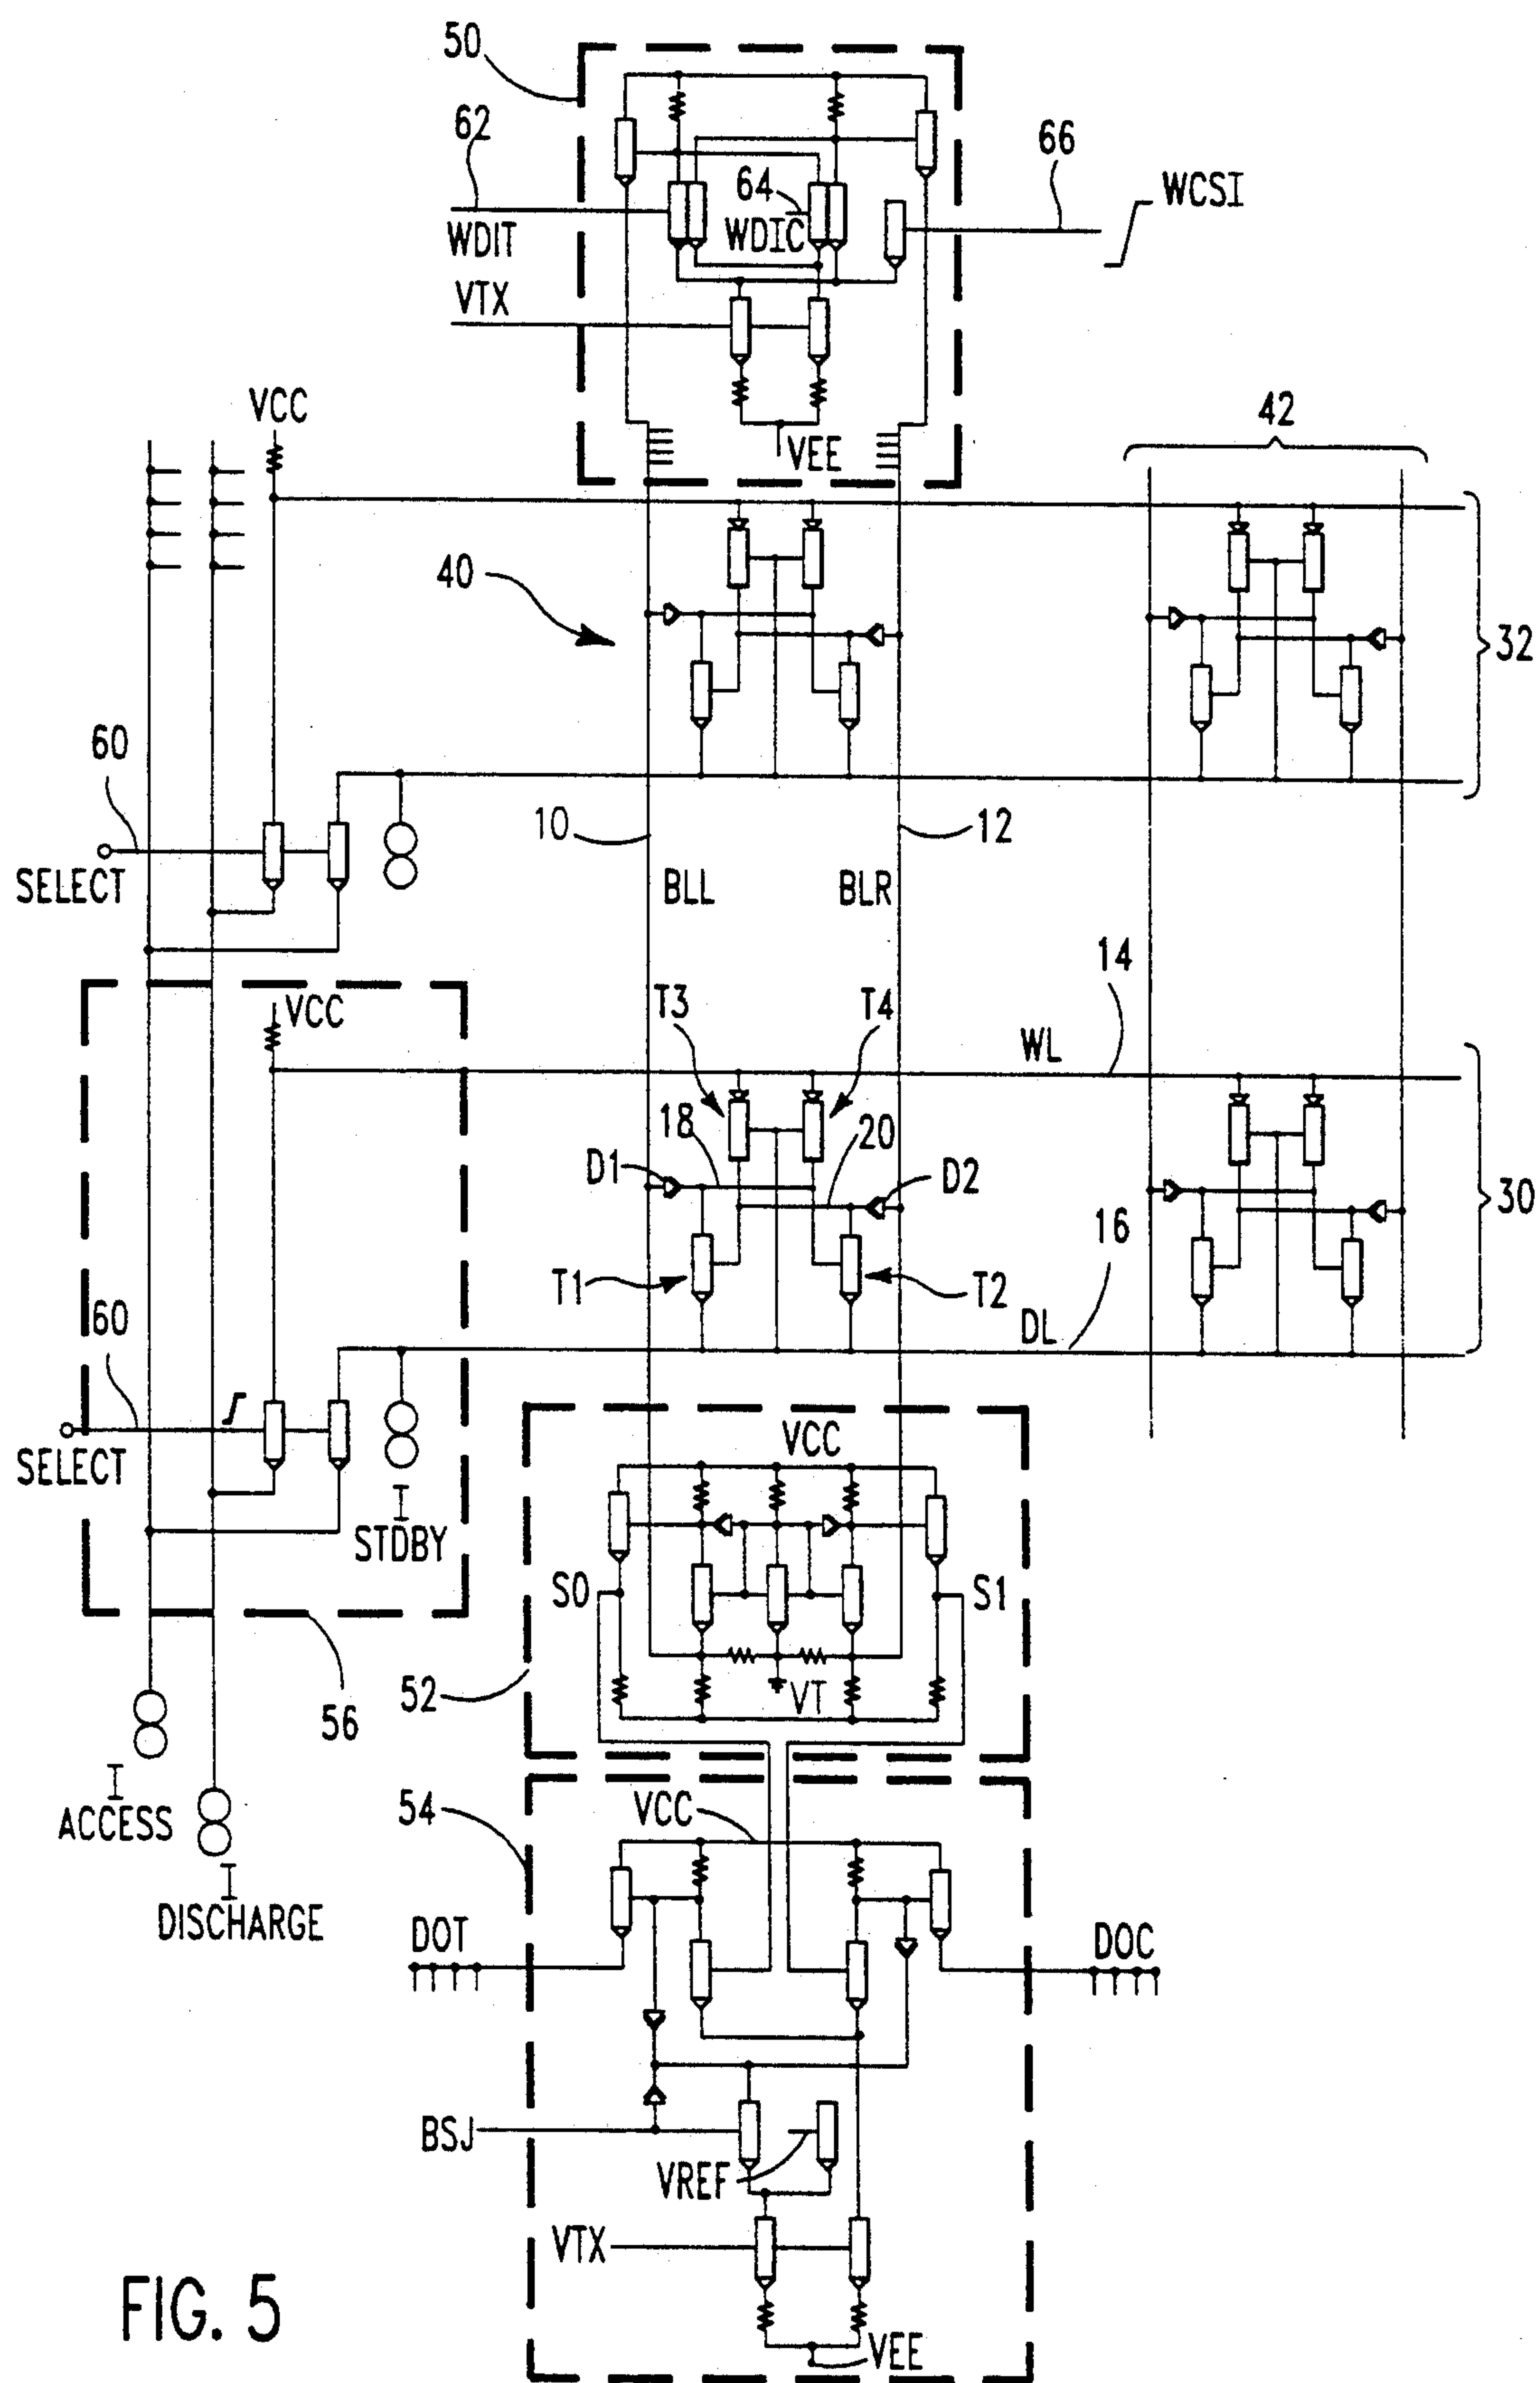 50
62
66
WCSI
64
WDIT
WDIC
VTX
VCC
42
VEE
40
32
60
10
12
SELECT
BLL
BLR
14
VCC
T3
T4
WL
18
20
D1
D2
16
30
T1
T2
60
DL
SELECT
VCC
I
STDBY
S0
S1
52
VT
56
I
ACCESS
54
VCC
I
DISCHARGE
DOT
DOC
BSJ
VREF
VTX
FIG. 5
VEE